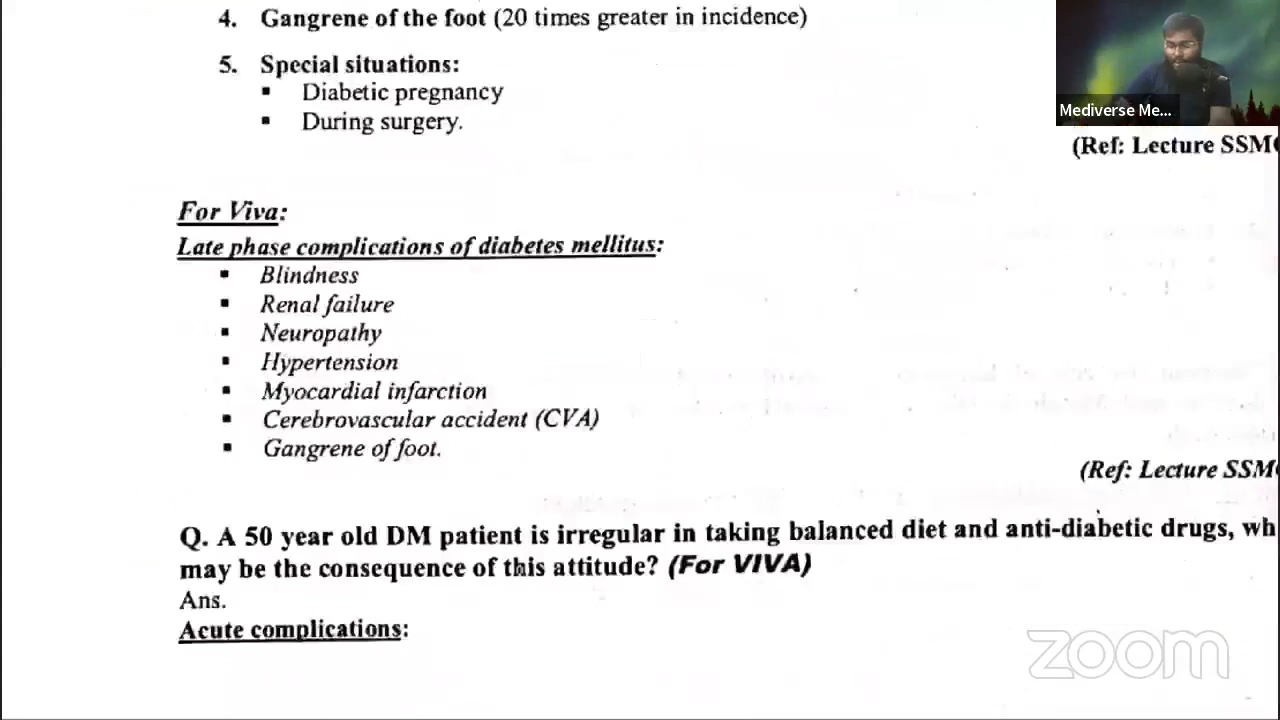 4. Gangrene of the foot (20 times greater in incidence)
5. Special situations:
▪ Diabetic pregnancy
▪ During surgery.
Mediverse Me...
(Ref: Lecture SSM
For Viva:
Late phase complications of diabetes mellitus:
▪ Blindness
▪ Renal failure
▪ Neuropathy
▪ Hypertension
▪ Myocardial infarction
▪ Cerebrovascular accident (CVA)
▪ Gangrene of foot.
(Ref: Lecture SSM
Q. A 50 year old DM patient is irregular in taking balanced diet and anti-diabetic drugs, wh
may be the consequence of this attitude? (For VIVA)
Ans.
Acute complications:
zoom